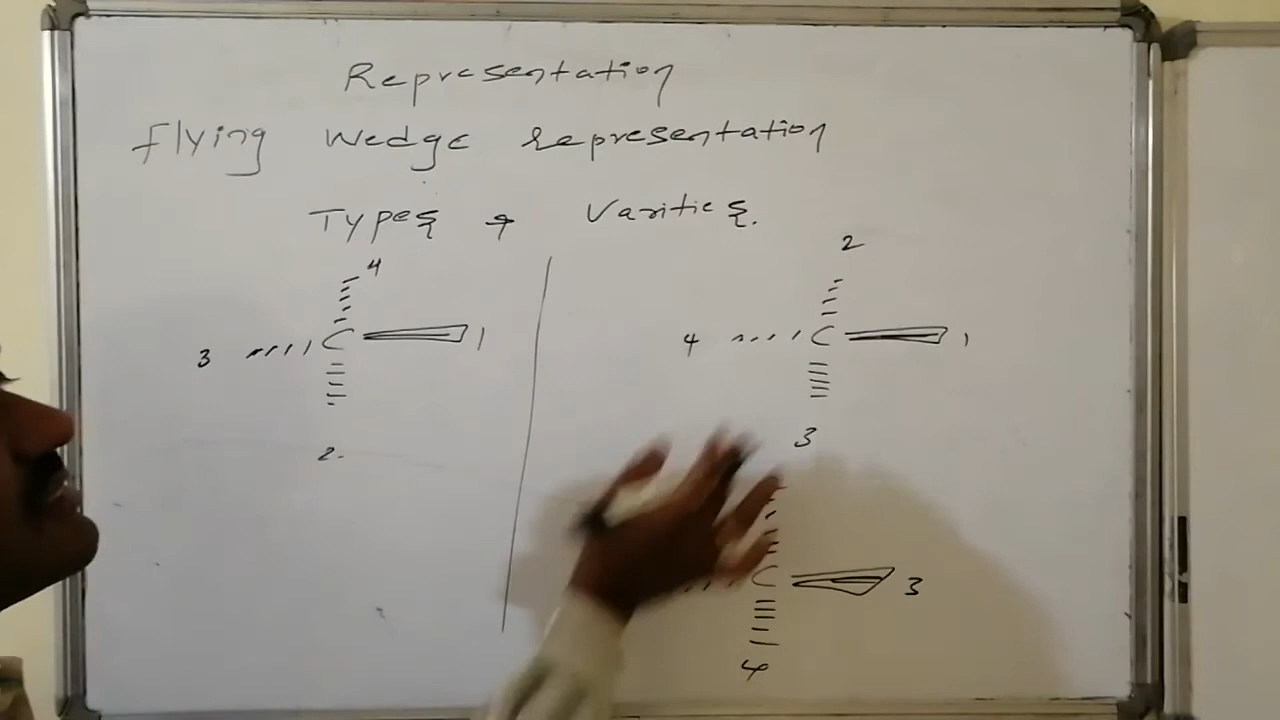 Representation
Flying Wedge representation
Types & Varities.
4
C
3
1
2.
2
C
4
1
3
C
3
4